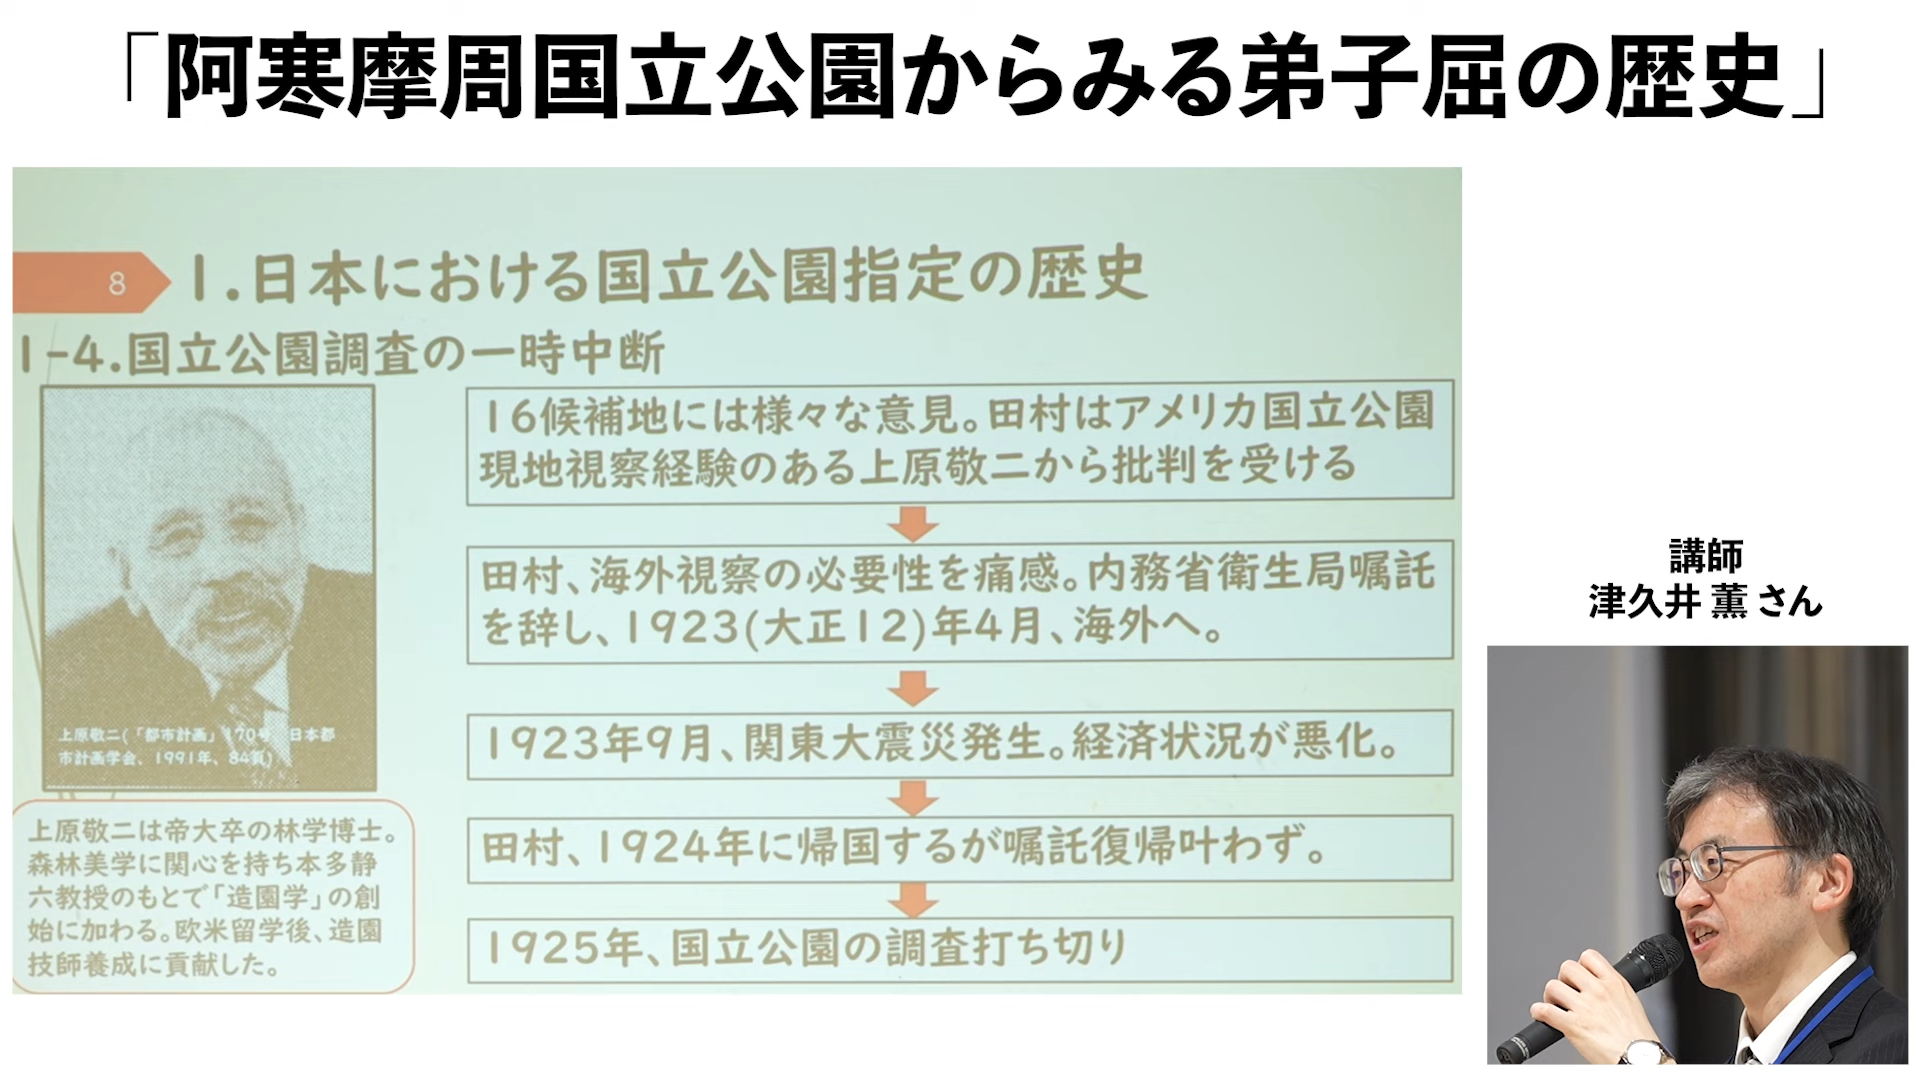 「阿寒摩周国立公園からみる弟子屈の歴史」
8
1.日本における国立公園指定の歴史
1-4.国立公園調査の一時中断
16候補地には様々な意見。田村はアメリカ国立公園
現地視察経験のある上原敬二から批判を受ける
田村、海外視察の必要性を痛感。内務省衛生局嘱託
を辞し、1923(大正12)年4月、海外へ。
1923年9月、関東大震災発生。経済状況が悪化。
田村、1924年に帰国するが嘱託復帰叶わず。
1925年、国立公園の調査打ち切り
上原敬二(「都市計画」170号、日本都
市計画学会、1991年、84頁)
上原敬二は帝大卒の林学博士。
森林美学に関心を持ち本多静
六教授のもとで「造園学」の創
始に加わる。欧米留学後、造園
技師養成に貢献した。
講師
津久井 薫 さん